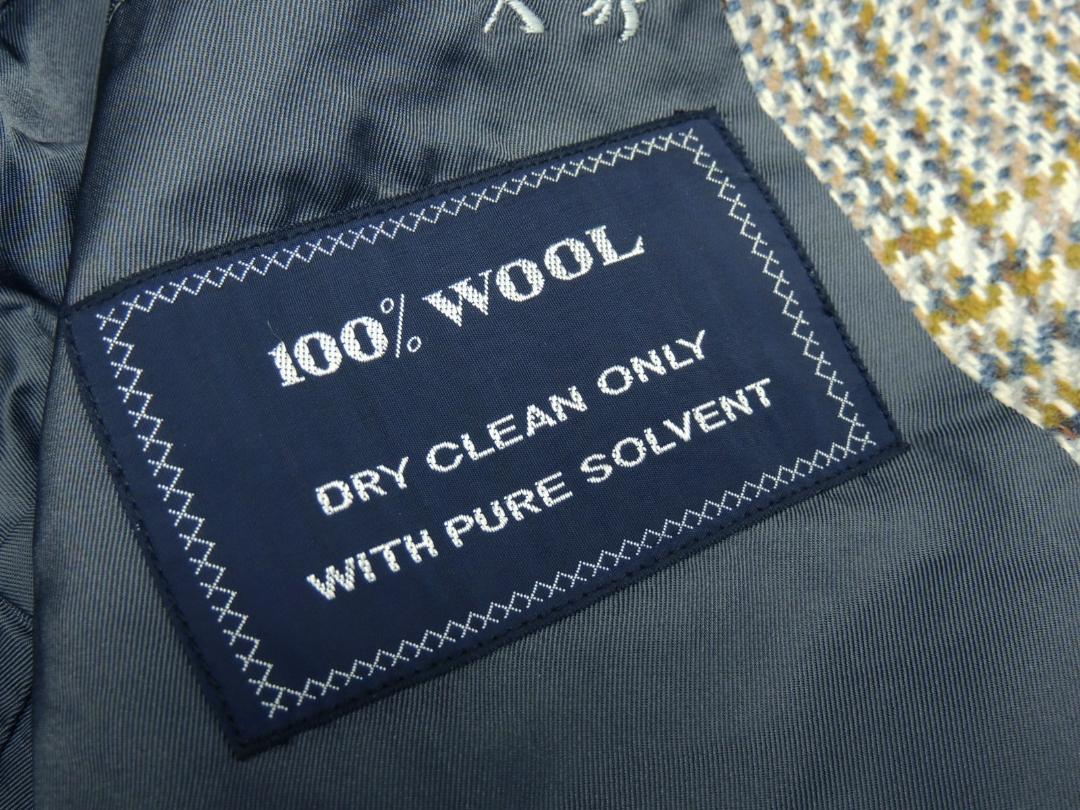 100% WOOL
DRY CLEAN ONLY
WITH PURE SOLVENT